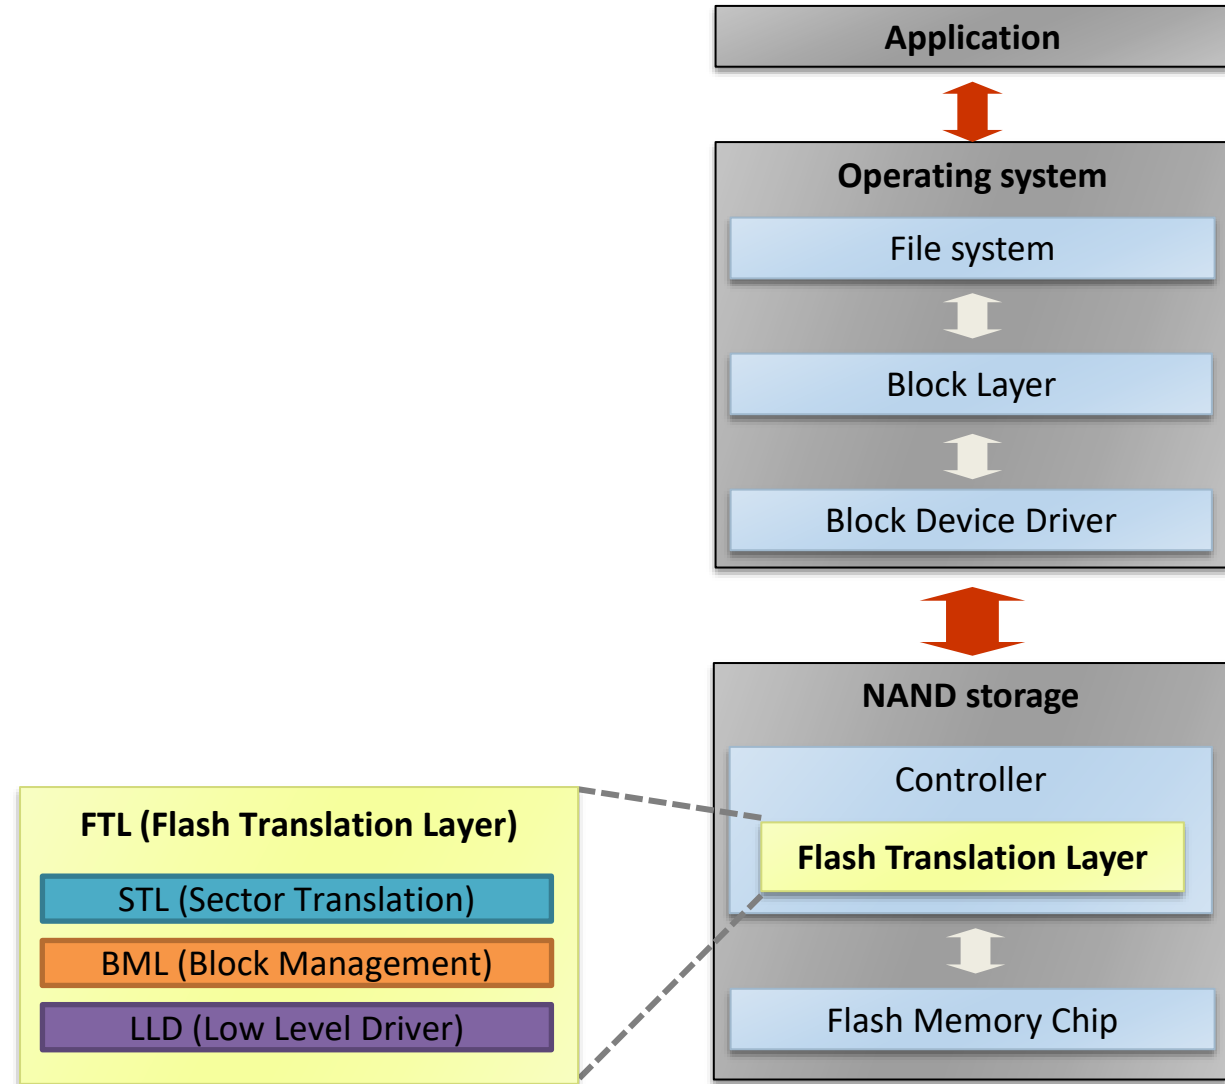 Application
Operating system
File system
Block Layer
Block Device Driver
NAND storage
Controller
Flash Translation Layer
Flash Memory Chip
FTL (Flash Translation Layer)
STL (Sector Translation)
BML (Block Management)
LLD (Low Level Driver)